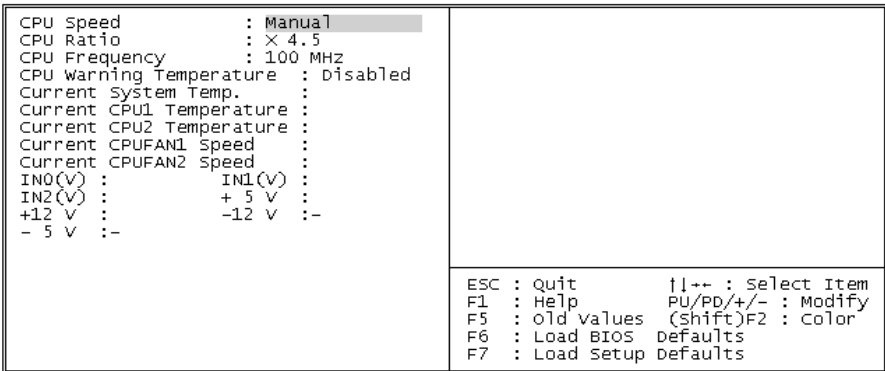 CPU Speed : Manual
CPU Ratio : × 4.5
CPU Frequency : 100 MHz
CPU Warning Temperature : Disabled
Current System Temp. :
Current CPU1 Temperature :
Current CPU2 Temperature :
Current CPUFAN1 Speed :
Current CPUFAN2 Speed :
IN0(V) : IN1(V) :
IN2(V) : + 5 V :
+12 V : -12 V :-
- 5 V :-
ESC : Quit ↑↓→← : Select Item
F1 : Help PU/PD/+/- : Modify
F5 : Old Values (Shift)F2 : Color
F6 : Load BIOS Defaults
F7 : Load Setup Defaults